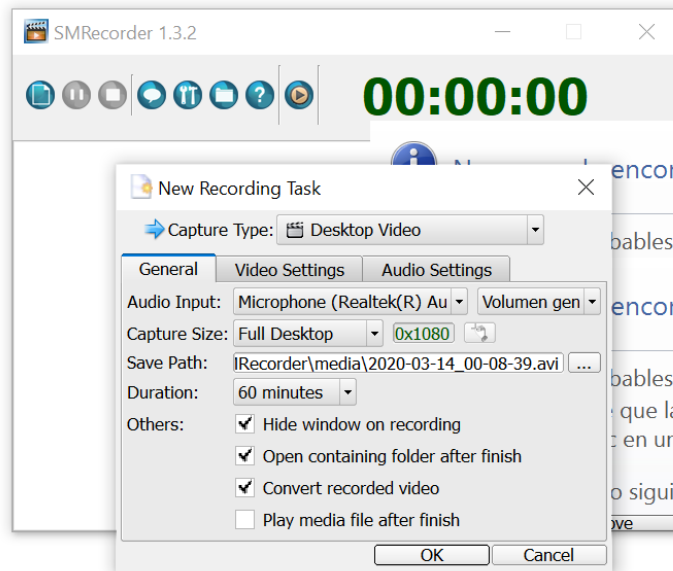 SMRecorder 1.3.2
00:00:00
encor
New Recording Task
bables
Capture Type: Desktop Video
General Video Settings Audio Settings
Audio Input: Microphone (Realtek(R) Au Volumen gen
encor
Capture Size: Full Desktop 0x1080
Save Path: lRecorder\media\2020-03-14_00-08-39.avi ...
bables
Duration: 60 minutes
que la
Others: Hide window on recording
c en un
Open containing folder after finish
Convert recorded video
o sigui
Play media file after finish
ove
OK Cancel